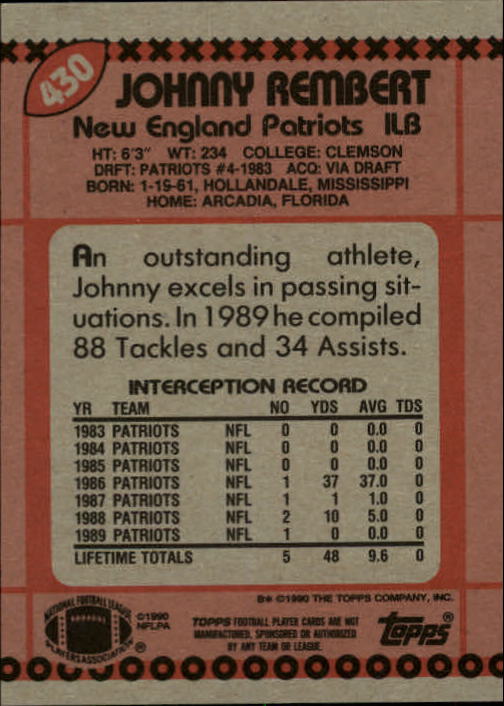 430
JOHNNY REMBERT
New England Patriots ILB
HT: 6'3" WT: 234 COLLEGE: CLEMSON
DRFT: PATRIOTS #4-1983 ACQ: VIA DRAFT
BORN: 1-19-61, HOLLANDALE, MISSISSIPPI
HOME: ARCADIA, FLORIDA
An outstanding athlete,
Johnny excels in passing sit-
uations. In 1989 he compiled
88 Tackles and 34 Assists.
INTERCEPTION RECORD
YR TEAM NO YDS AVG TDS
1983 PATRIOTS NFL 0 0 0.0 0
1984 PATRIOTS NFL 0 0 0.0 0
1985 PATRIOTS NFL 0 0 0.0 0
1986 PATRIOTS NFL 1 37 37.0 0
1987 PATRIOTS NFL 1 1 1.0 0
1988 PATRIOTS NFL 2 10 5.0 0
1989 PATRIOTS NFL 1 0 0.0 0
LIFETIME TOTALS 5 48 9.6 0
B* ©1990 THE TOPPS COMPANY, INC.
NATIONAL FOOTBALL LEAGUE
PLAYERS ASSOCIATION ®
©1990
NFLPA
TOPPS FOOTBALL PLAYER CARDS ARE NOT
MANUFACTURED, SPONSORED OR AUTHORIZED
BY ANY TEAM OR LEAGUE.
topps®